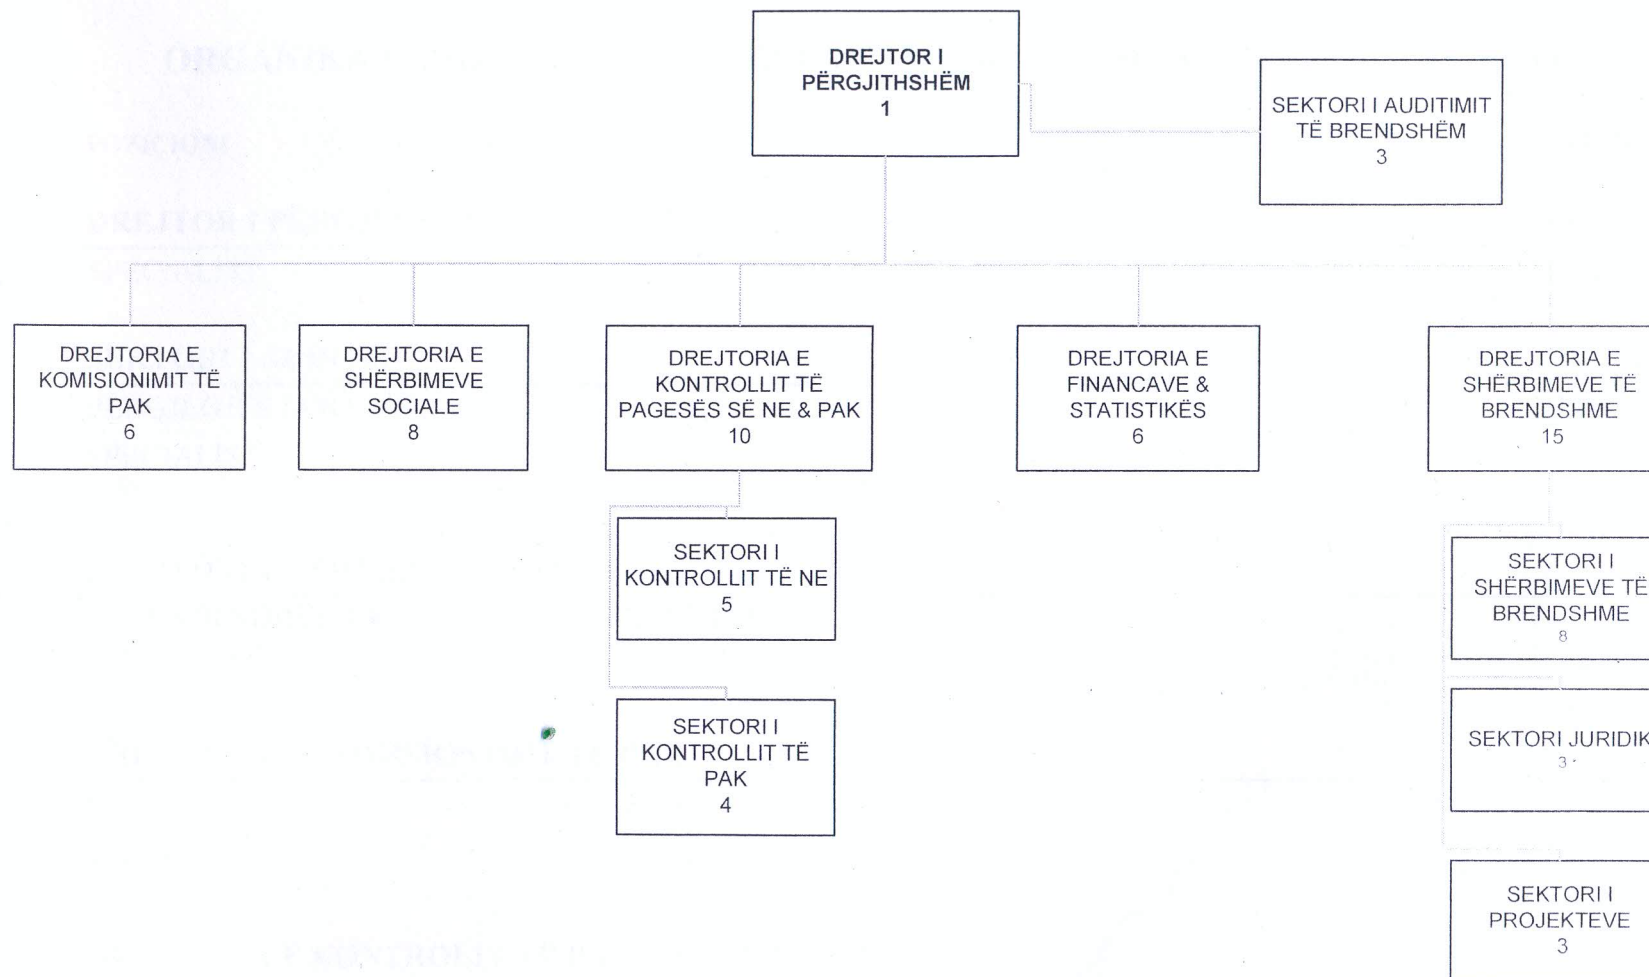 DREJTOR I
PËRGJITHSHËM
1
SEKTORI I AUDITIMIT
TË BRENDSHËM
3
DREJTORIA E
KOMISIONIMIT TË
PAK
6
DREJTORIA E
SHËRBIMEVE
SOCIALE
8
DREJTORIA E
KONTROLLIT TË
PAGESËS SË NE & PAK
10
DREJTORIA E
FINANCAVE &
STATISTIKËS
6
DREJTORIA E
SHËRBIMEVE TË
BRENDSHME
15
SEKTORI I
KONTROLLIT TË NE
5
SEKTORI I
KONTROLLIT TË
PAK
4
SEKTORI I
SHËRBIMEVE TË
BRENDSHME
8
SEKTORI JURIDIK
3
SEKTORI I
PROJEKTEVE
3